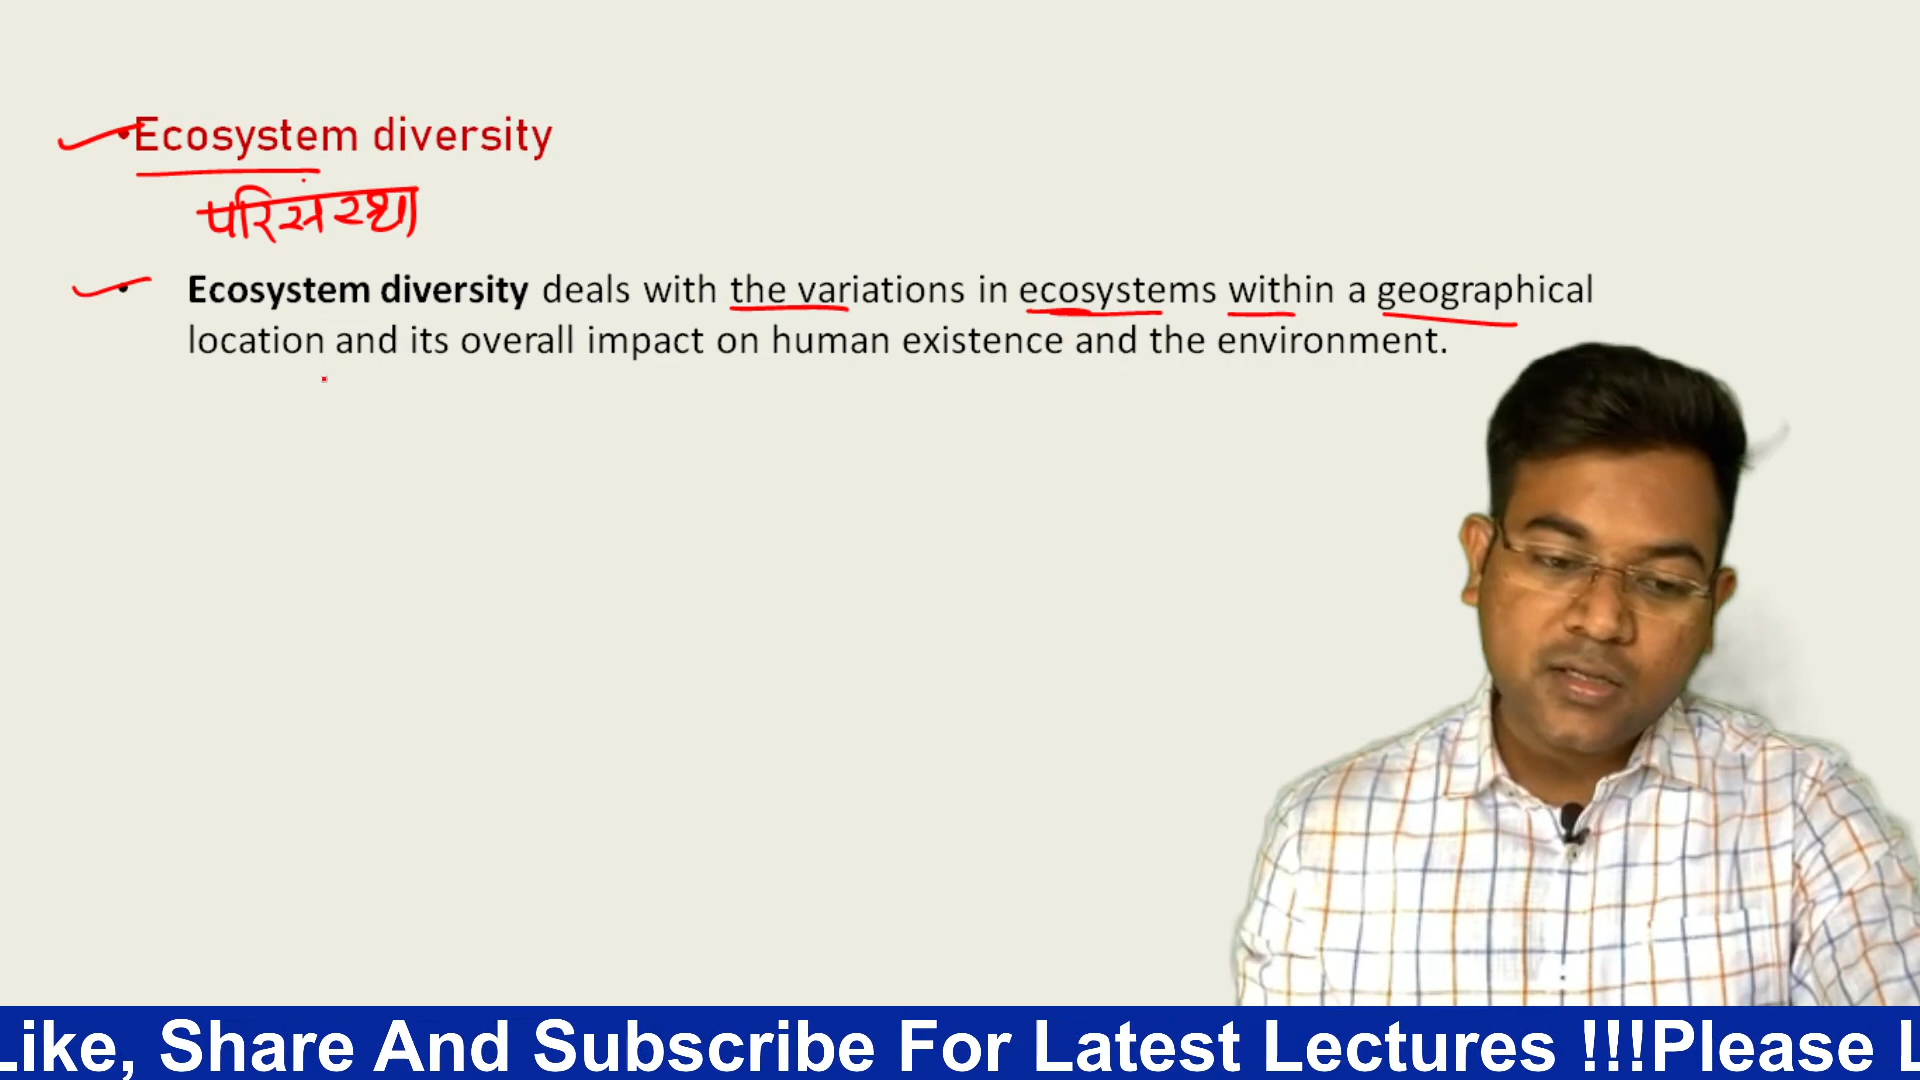 •Ecosystem diversity
परिसंस्था
• Ecosystem diversity deals with the variations in ecosystems within a geographical
location and its overall impact on human existence and the environment.
Like, Share And Subscribe For Latest Lectures !!!Please L